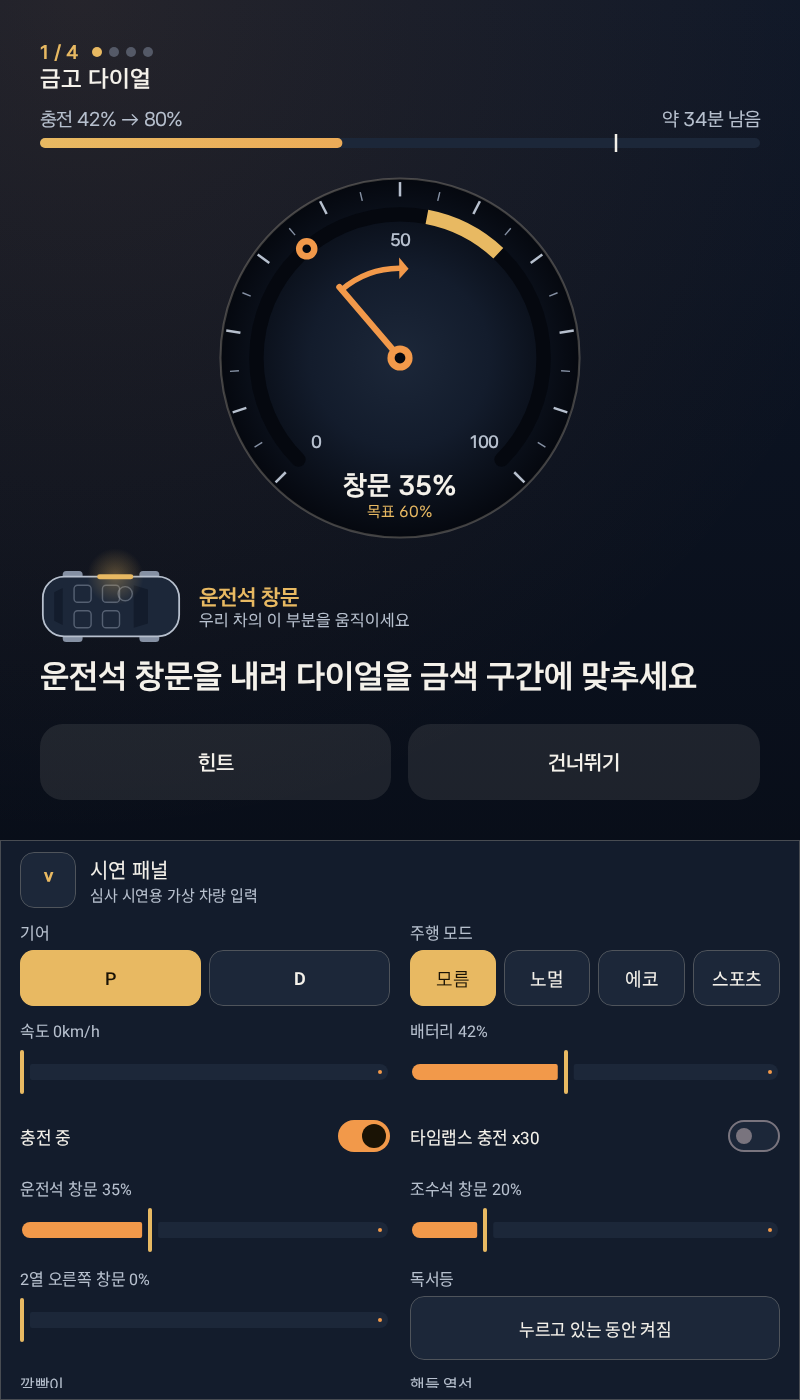 1 / 4
금고 다이얼
충전 42% → 80%
약 34분 남음
50
0
100
창문 35%
목표 60%
운전석 창문
우리 차의 이 부분을 움직이세요
운전석 창문을 내려 다이얼을 금색 구간에 맞추세요
힌트
건너뛰기
v
시연 패널
심사 시연용 가상 차량 입력
기어
주행 모드
P
D
모름
노멀
에코
스포츠
속도 0km/h
배터리 42%
충전 중
타임랩스 충전 x30
운전석 창문 35%
조수석 창문 20%
2열 오른쪽 창문 0%
독서등
누르고 있는 동안 켜짐
깜빡이